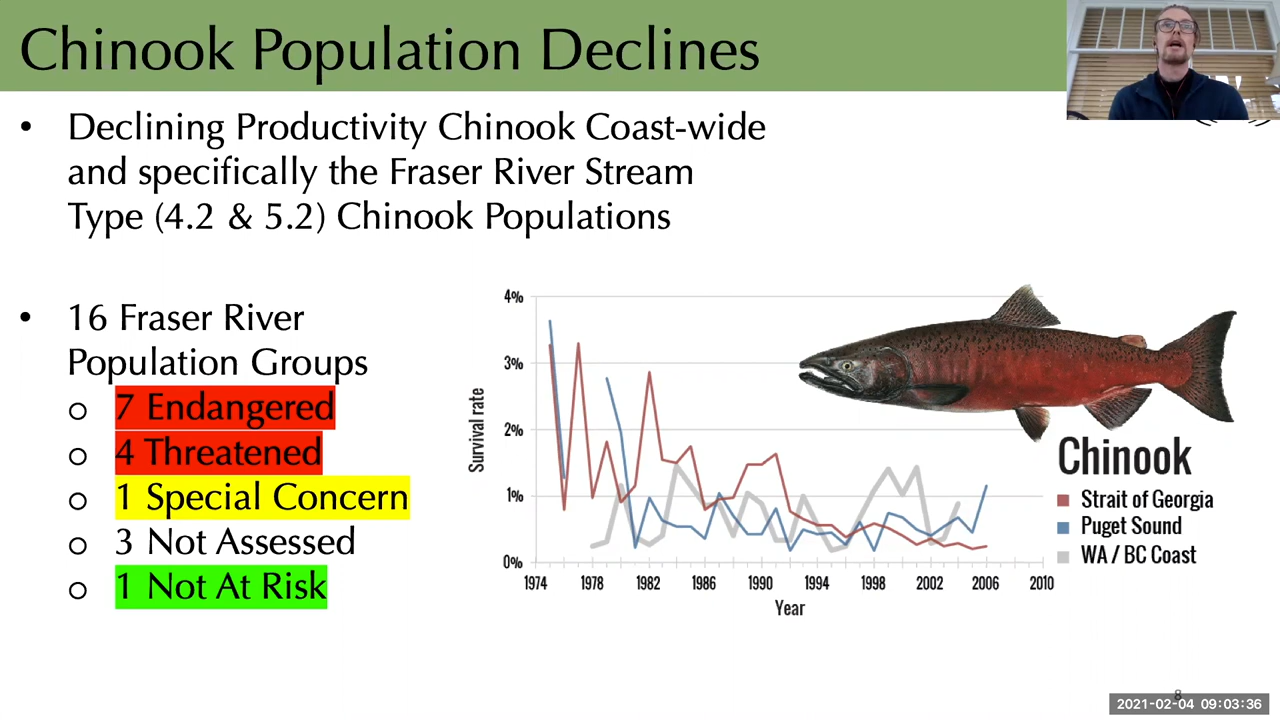 Chinook Population Declines
• Declining Productivity Chinook Coast-wide
and specifically the Fraser River Stream
Type (4.2 & 5.2) Chinook Populations
• 16 Fraser River
Population Groups
o 7 Endangered
o 4 Threatened
o 1 Special Concern
o 3 Not Assessed
o 1 Not At Risk
4%
3%
2%
1%
0%
Survival rate
1974 1978 1982 1986 1990 1994 1998 2002 2006 2010
Year
Chinook
Strait of Georgia
Puget Sound
WA / BC Coast
8
2021-02-04 09:03:36